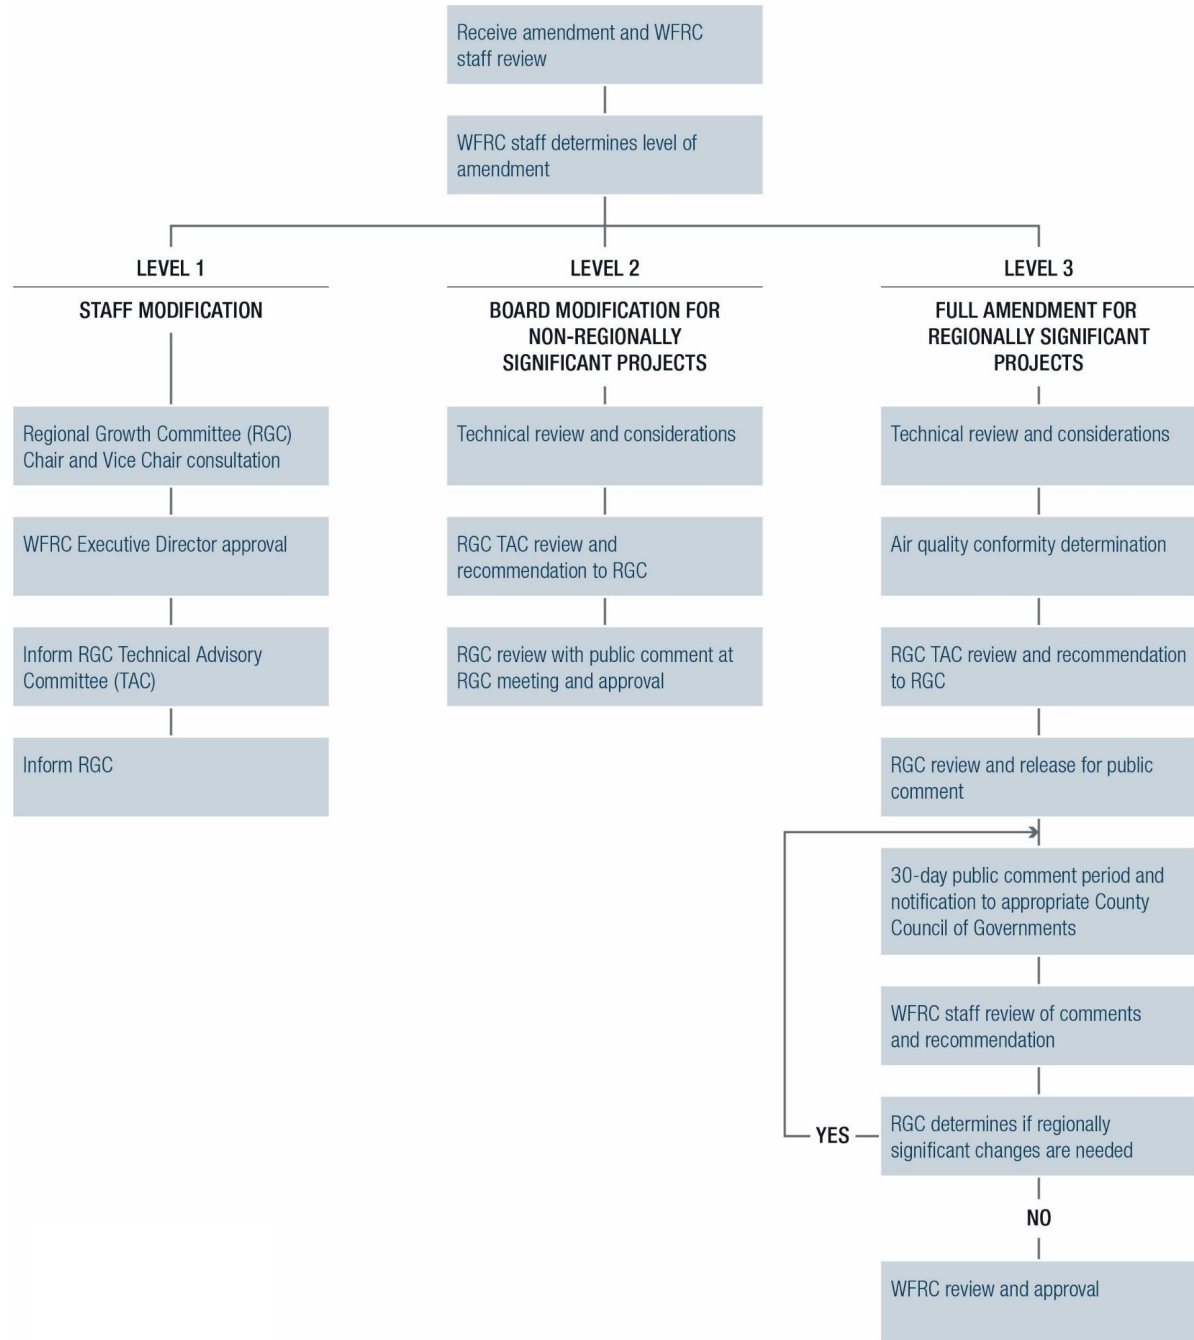 Receive amendment and WFRC
staff review
WFRC staff determines level of
amendment
LEVEL 1
STAFF MODIFICATION
Regional Growth Committee (RGC)
Chair and Vice Chair consultation
WFRC Executive Director approval
Inform RGC Technical Advisory
Committee (TAC)
Inform RGC
LEVEL 2
BOARD MODIFICATION FOR
NON-REGIONALLY
SIGNIFICANT PROJECTS
Technical review and considerations
RGC TAC review and
recommendation to RGC
RGC review with public comment at
RGC meeting and approval
LEVEL 3
FULL AMENDMENT FOR
REGIONALLY SIGNIFICANT
PROJECTS
Technical review and considerations
Air quality conformity determination
RGC TAC review and recommendation
to RGC
RGC review and release for public
comment
30-day public comment period and
notification to appropriate County
Council of Governments
WFRC staff review of comments
and recommendation
RGC determines if regionally
significant changes are needed
YES
NO
WFRC review and approval